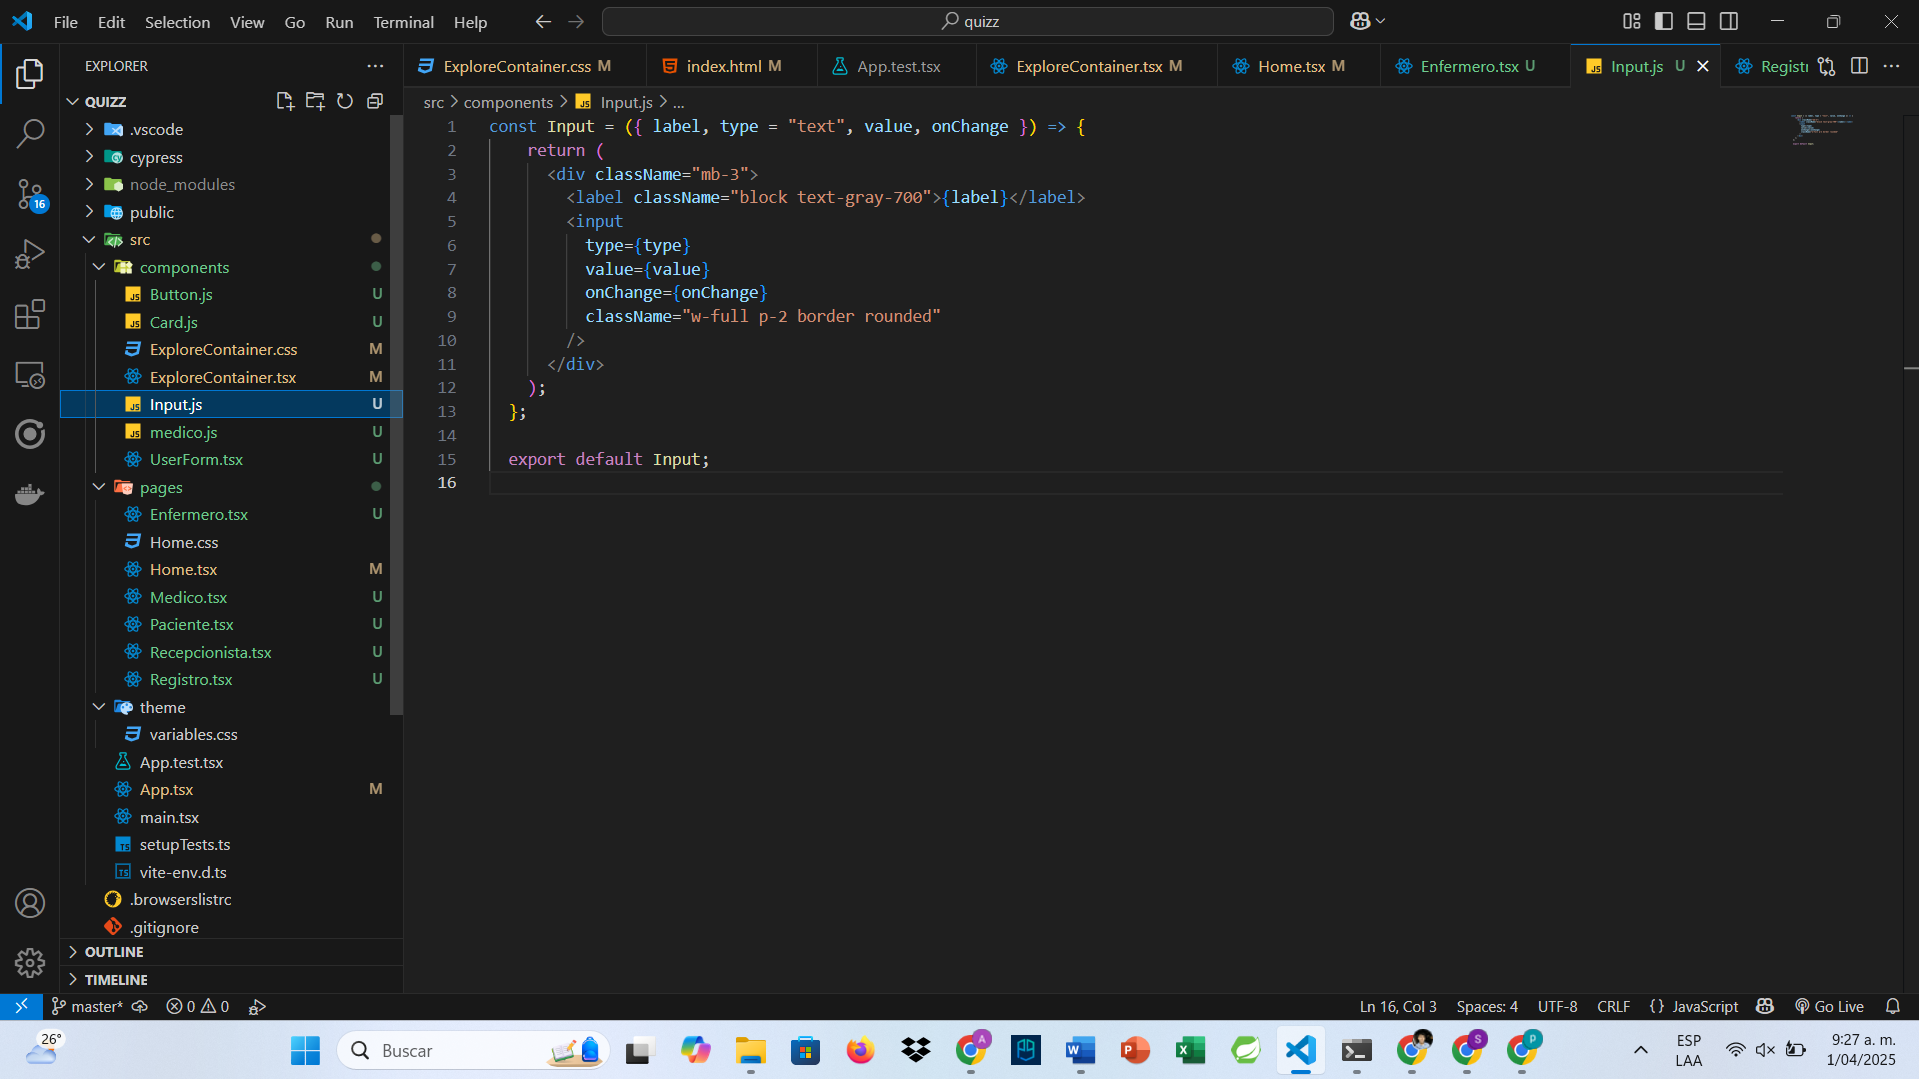 File Edit Selection View Go Run Terminal Help
quizz
EXPLORER
QUIZZ
.vscode
cypress
node_modules
public
src
components
Button.js U
Card.js U
ExploreContainer.css M
ExploreContainer.tsx M
Input.js U
medico.js U
UserForm.tsx U
pages
Enfermero.tsx U
Home.css
Home.tsx M
Medico.tsx U
Paciente.tsx U
Recepcionista.tsx U
Registro.tsx U
theme
variables.css
App.test.tsx
App.tsx M
main.tsx
setupTests.ts
vite-env.d.ts
.browserslistrc
.gitignore
OUTLINE
TIMELINE
16
ExploreContainer.css M index.html M App.test.tsx ExploreContainer.tsx M Home.tsx M Enfermero.tsx U Input.js U Registr
src > components > JS Input.js > ...
1 const Input = ({ label, type = "text", value, onChange }) => {
2 return (
3 <div className="mb-3">
4 <label className="block text-gray-700">{label}</label>
5 <input
6 type={type}
7 value={value}
8 onChange={onChange}
9 className="w-full p-2 border rounded"
10 />
11 </div>
12 );
13 };
14
15 export default Input;
16
master* 0 0
Ln 16, Col 3 Spaces: 4 UTF-8 CRLF {} JavaScript Go Live
26°
Buscar
ESP
LAA
9:27 a. m.
1/04/2025